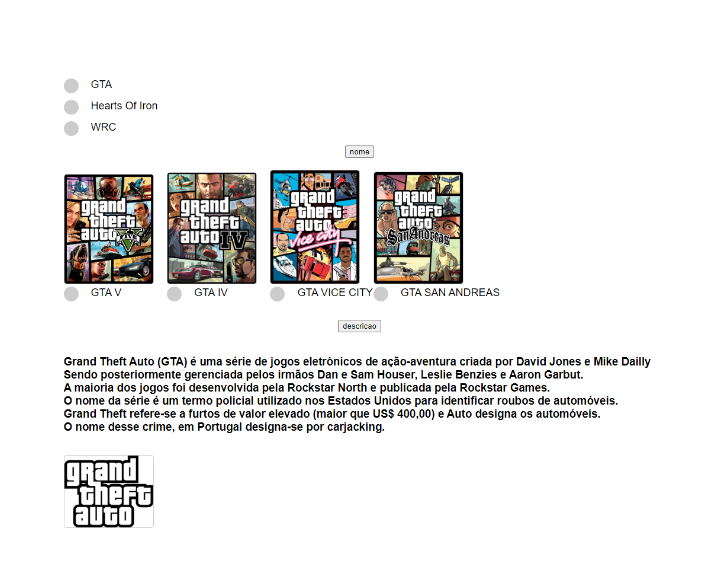 GTA
Hearts Of Iron
WRC
nome
grand theft auto V
grand theft auto IV
grand theft auto Vice City
grand theft auto San Andreas
GTA V
GTA IV
GTA VICE CITY
GTA SAN ANDREAS
descricao
Grand Theft Auto (GTA) é uma série de jogos eletrônicos de ação-aventura criada por David Jones e Mike Dailly
Sendo posteriormente gerenciada pelos irmãos Dan e Sam Houser, Leslie Benzies e Aaron Garbut.
A maioria dos jogos foi desenvolvida pela Rockstar North e publicada pela Rockstar Games.
O nome da série é um termo policial utilizado nos Estados Unidos para identificar roubos de automóveis.
Grand Theft refere-se a furtos de valor elevado (maior que US$ 400,00) e Auto designa os automóveis.
O nome desse crime, em Portugal designa-se por carjacking.
grand
theft
auto